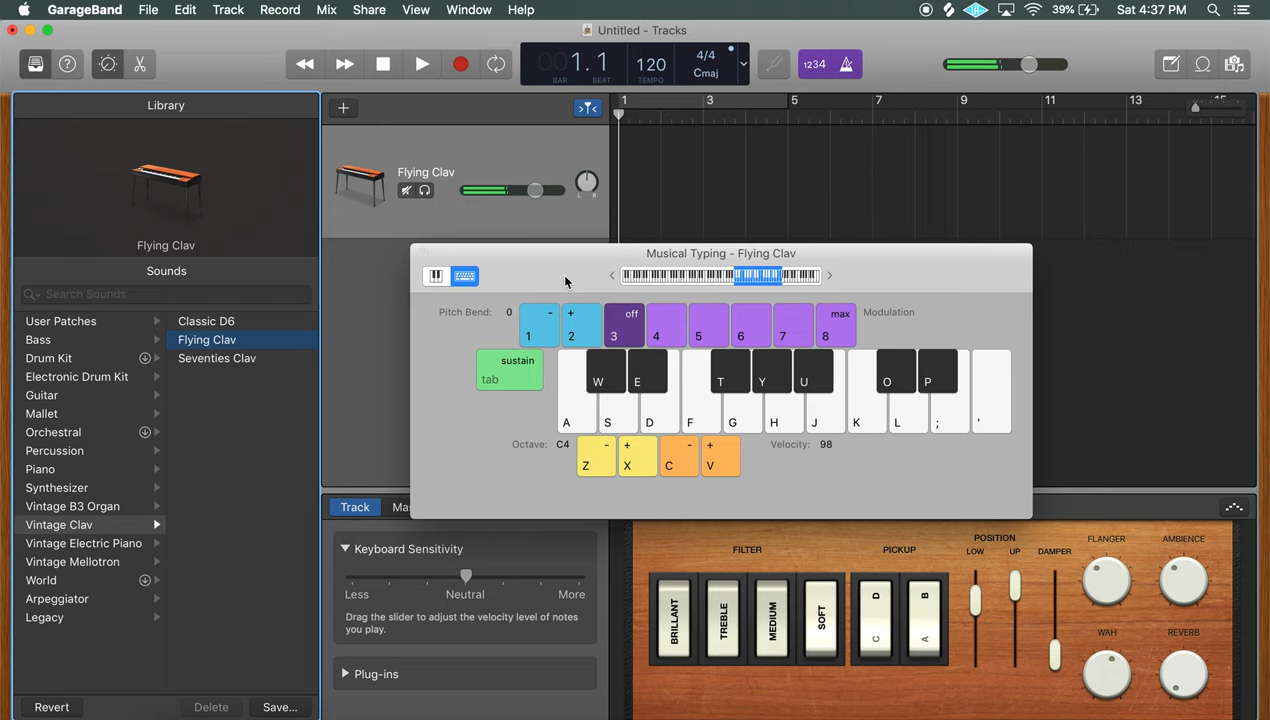 GarageBand File Edit Track Record Mix Share View Window Help 39% Sat 4:37 PM
Untitled - Tracks
001.1 120 4/4 Cmaj 1234
BAR BEAT TEMPO
Library
1 3 5 7 9 11 13 15
Flying Clav
L R
Flying Clav
Sounds
Search Sounds
User Patches
Bass
Drum Kit
Electronic Drum Kit
Guitar
Mallet
Orchestral
Percussion
Piano
Synthesizer
Vintage B3 Organ
Vintage Clav
Vintage Electric Piano
Vintage Mellotron
World
Arpeggiator
Legacy
Classic D6
Flying Clav
Seventies Clav
Revert Delete Save...
Musical Typing - Flying Clav
Pitch Bend: 0 - + off max Modulation
1 2 3 4 5 6 7 8
sustain
tab
W E T Y U O P
A S D F G H J K L ; '
Octave: C4 - + - + Velocity: 98
Z X C V
Track Mas
Keyboard Sensitivity
Less Neutral More
Drag the slider to adjust the velocity level of notes
you play.
Plug-ins
FILTER PICKUP POSITION
LOW UP DAMPER FLANGER AMBIENCE
BRILLANT TREBLE MEDIUM SOFT
D B
C A
WAH REVERB